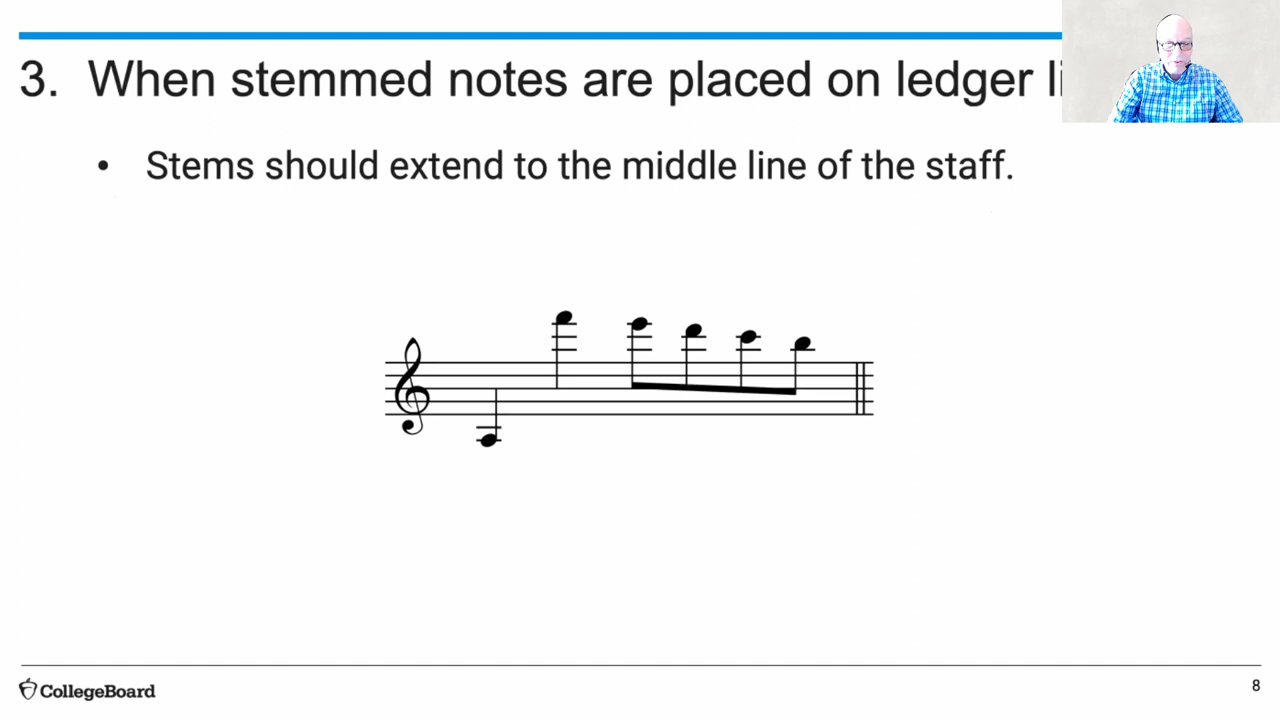 3. When stemmed notes are placed on ledger
• Stems should extend to the middle line of the staff.
CollegeBoard
8